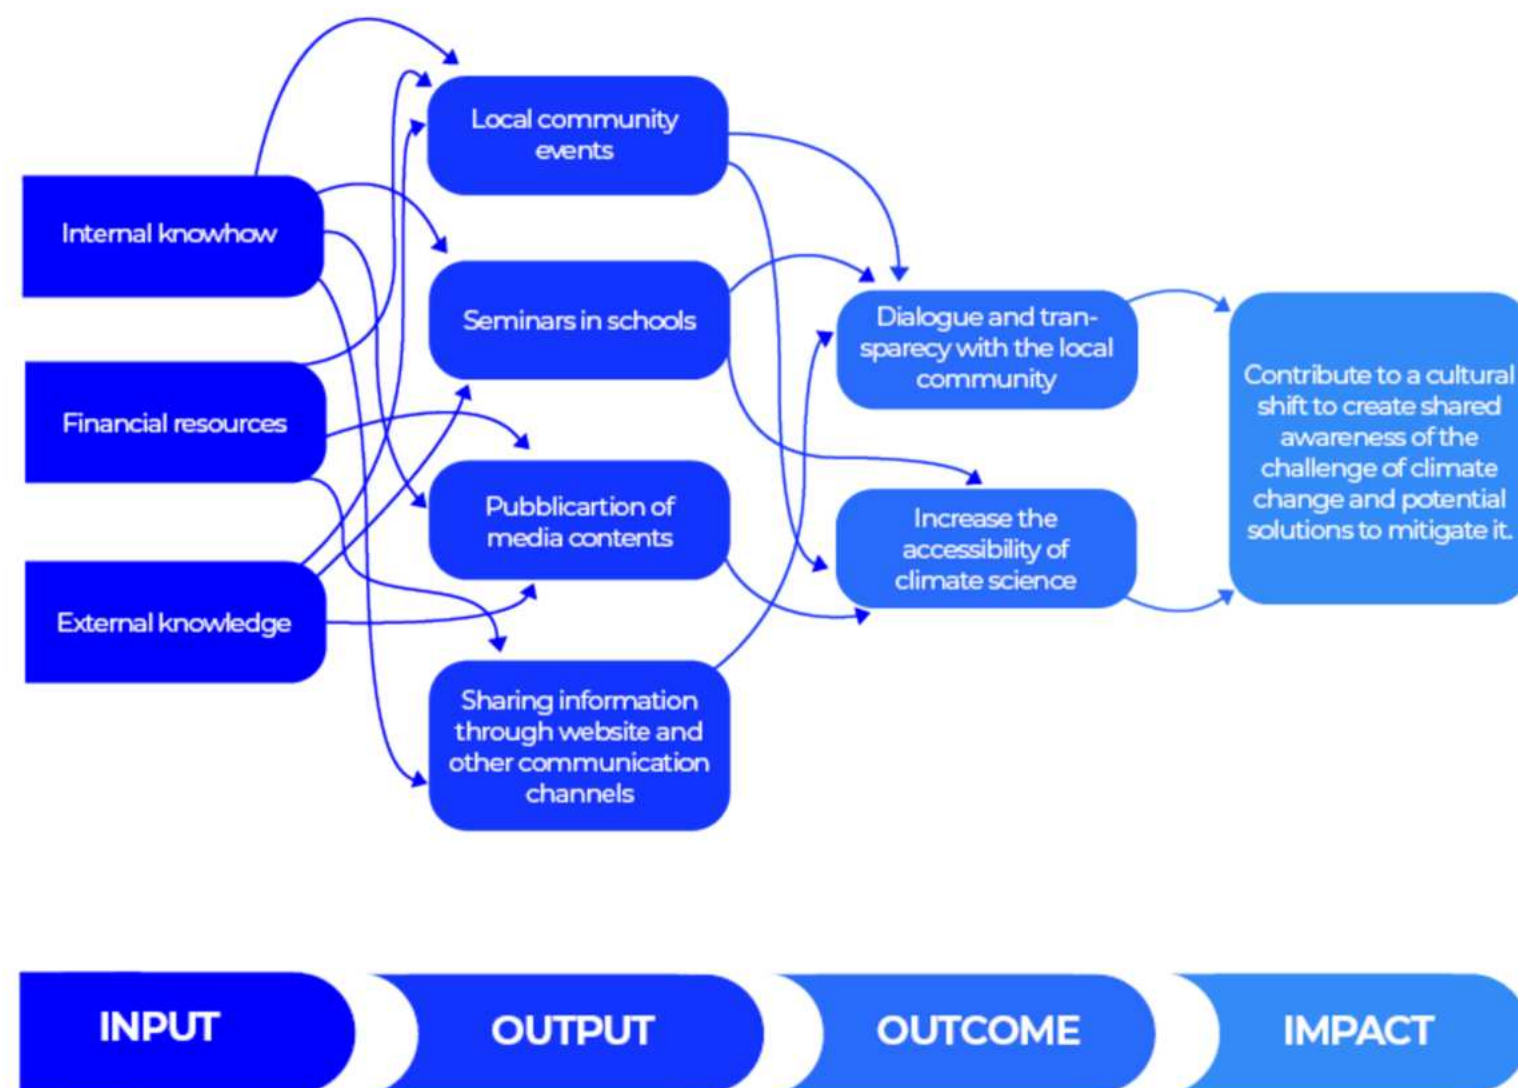 Internal knowhow
Financial resources
External knowledge
Local community
events
Seminars in schools
Pubblicartion of
media contents
Sharing information
through website and
other communication
channels
Dialogue and tran-
sparecy with the local
community
Increase the
accessibility of
climate science
Contribute to a cultural
shift to create shared
awareness of the
challenge of climate
change and potential
solutions to mitigate it.
INPUT
OUTPUT
OUTCOME
IMPACT